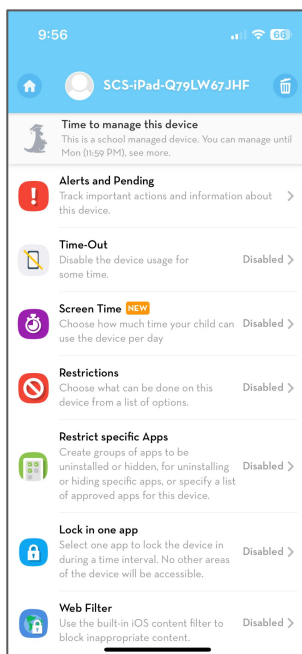 9:56
66
SCS-iPad-Q79LW67JHF
Time to manage this device
This is a school managed device. You can manage until
Mon (11:59 PM), see more.
Alerts and Pending
Track important actions and information about
this device.
Time-Out
Disable the device usage for
some time.
Disabled
Screen Time NEW
Choose how much time your child can
use the device per day
Disabled
Restrictions
Choose what can be done on this
device from a list of options.
Disabled
Restrict specific Apps
Create groups of apps to be
uninstalled or hidden, for uninstalling
or hiding specific apps, or specify a list
of approved apps for this device.
Disabled
Lock in one app
Select one app to lock the device in
during a time interval. No other areas
of the device will be accessible.
Disabled
Web Filter
Use the built-in iOS content filter to
block inappropriate content.
Disabled